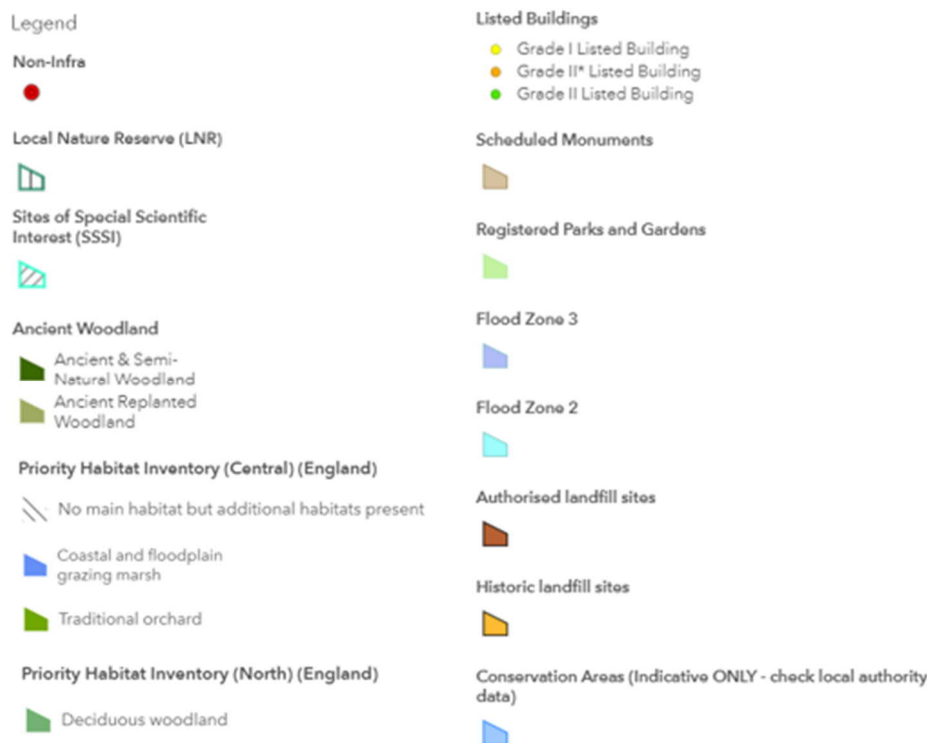 Legend
Non-Infra
Local Nature Reserve (LNR)
Sites of Special Scientific
Interest (SSSI)
Ancient Woodland
Ancient & Semi-
Natural Woodland
Ancient Replanted
Woodland
Priority Habitat Inventory (Central) (England)
No main habitat but additional habitats present
Coastal and floodplain
grazing marsh
Traditional orchard
Priority Habitat Inventory (North) (England)
Deciduous woodland
Listed Buildings
Grade I Listed Building
Grade II* Listed Building
Grade II Listed Building
Scheduled Monuments
Registered Parks and Gardens
Flood Zone 3
Flood Zone 2
Authorised landfill sites
Historic landfill sites
Conservation Areas (Indicative ONLY - check local authority
data)